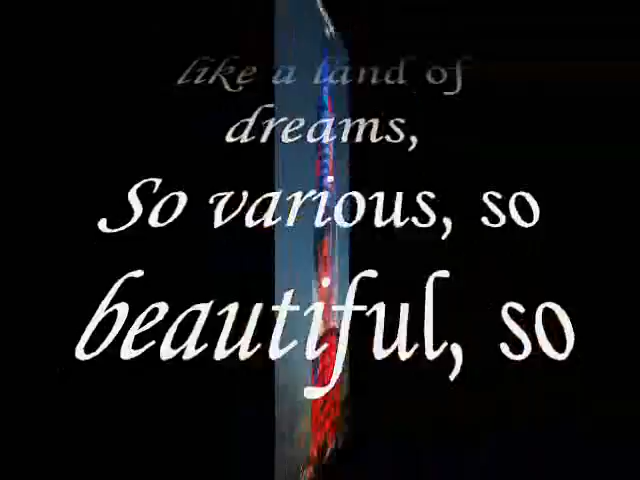 like a land of
dreams,
So various, so
beautiful, so